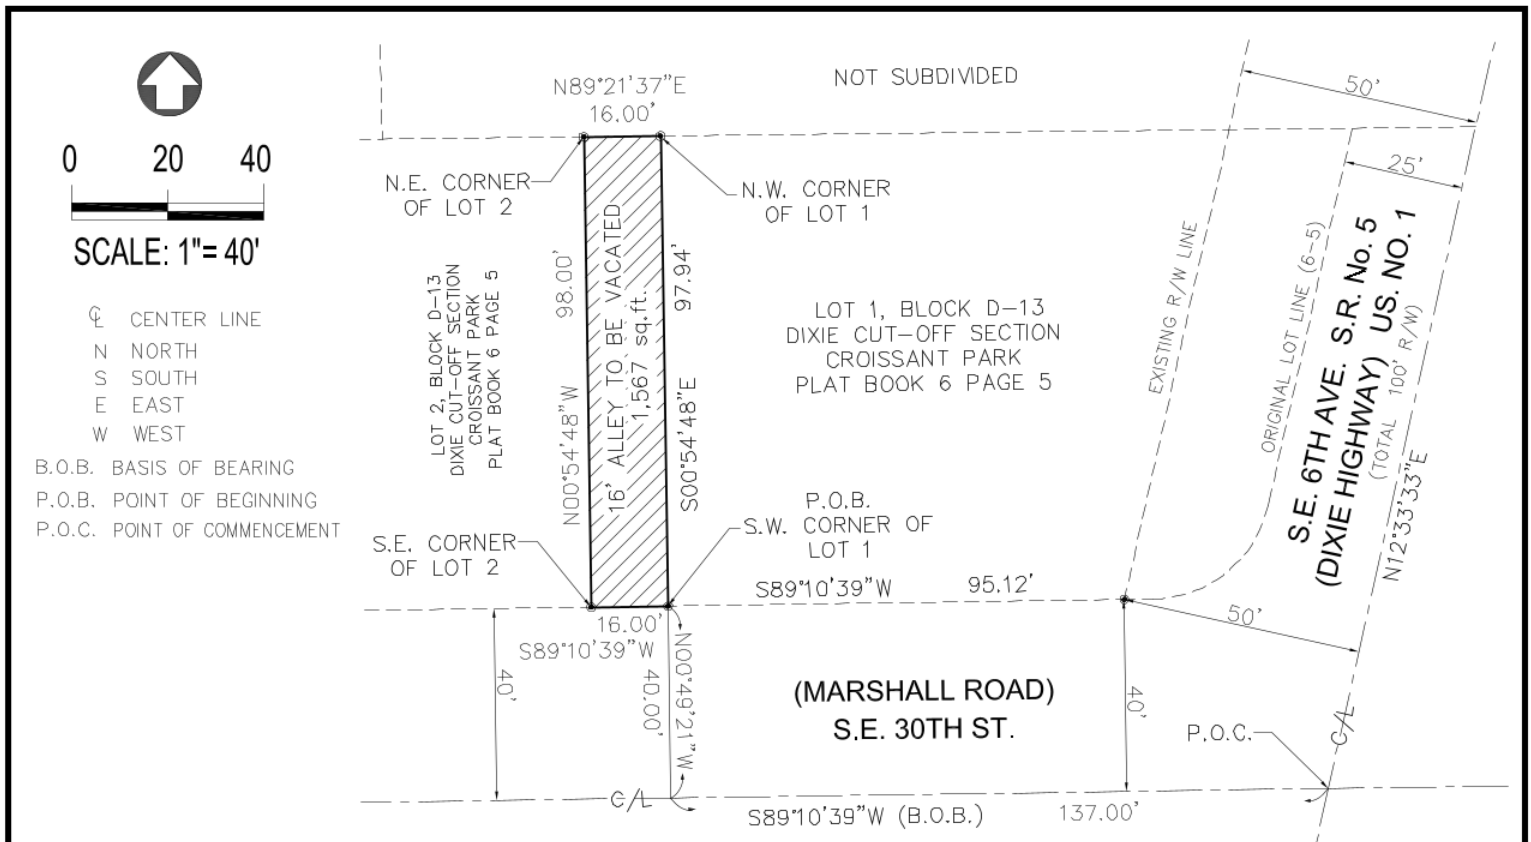 NOT SUBDIVIDED
N89°21'37"E
16.00'
50'
25'
0 20 40
SCALE: 1"= 40'
N.E. CORNER
OF LOT 2
N.W. CORNER
OF LOT 1
℄ CENTER LINE
N NORTH
S SOUTH
E EAST
W WEST
B.O.B. BASIS OF BEARING
P.O.B. POINT OF BEGINNING
P.O.C. POINT OF COMMENCEMENT
LOT 2, BLOCK D-13
DIXIE CUT-OFF SECTION
CROISSANT PARK
PLAT BOOK 6 PAGE 5
N00°54'48"W 98.00'
16' ALLEY TO BE VACATED
1,567 sq.ft.
S00°54'48"E 97.94'
LOT 1, BLOCK D-13
DIXIE CUT-OFF SECTION
CROISSANT PARK
PLAT BOOK 6 PAGE 5
EXISTING R/W LINE
ORIGINAL LOT LINE (6-5)
S.E. 6TH AVE. S.R. No. 5
(DIXIE HIGHWAY) US. NO. 1
(TOTAL 100' R/W)
N12°33'33"E
S.E. CORNER
OF LOT 2
P.O.B.
S.W. CORNER OF
LOT 1
S89°10'39"W 95.12'
16.00'
S89°10'39"W
50'
40'
40.00'
N00°49'21"W
(MARSHALL ROAD)
S.E. 30TH ST.
40'
P.O.C.
C/L
C/L
S89°10'39"W (B.O.B.) 137.00'